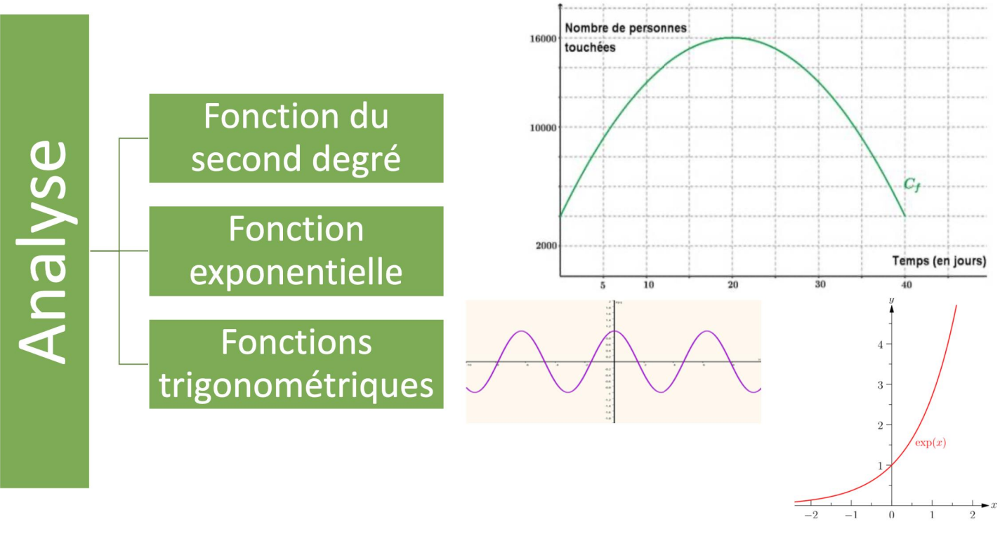 Analyse
Fonction du
second degré
Fonction
exponentielle
Fonctions
trigonométriques
Nombre de personnes
touchées
16000
10000
2000
Temps (en jours)
C_f
5 10 20 30 40
y
4
3
2
1
exp(x)
x
−2 −1 0 1 2